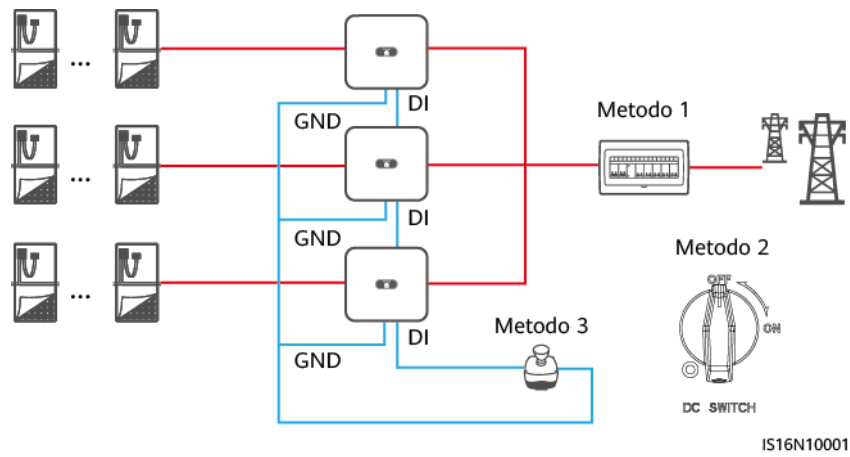 Metodo 1
DI
GND
DI
GND
Metodo 2
OFF
ON
Metodo 3
DI
GND
DC SWITCH
IS16N10001